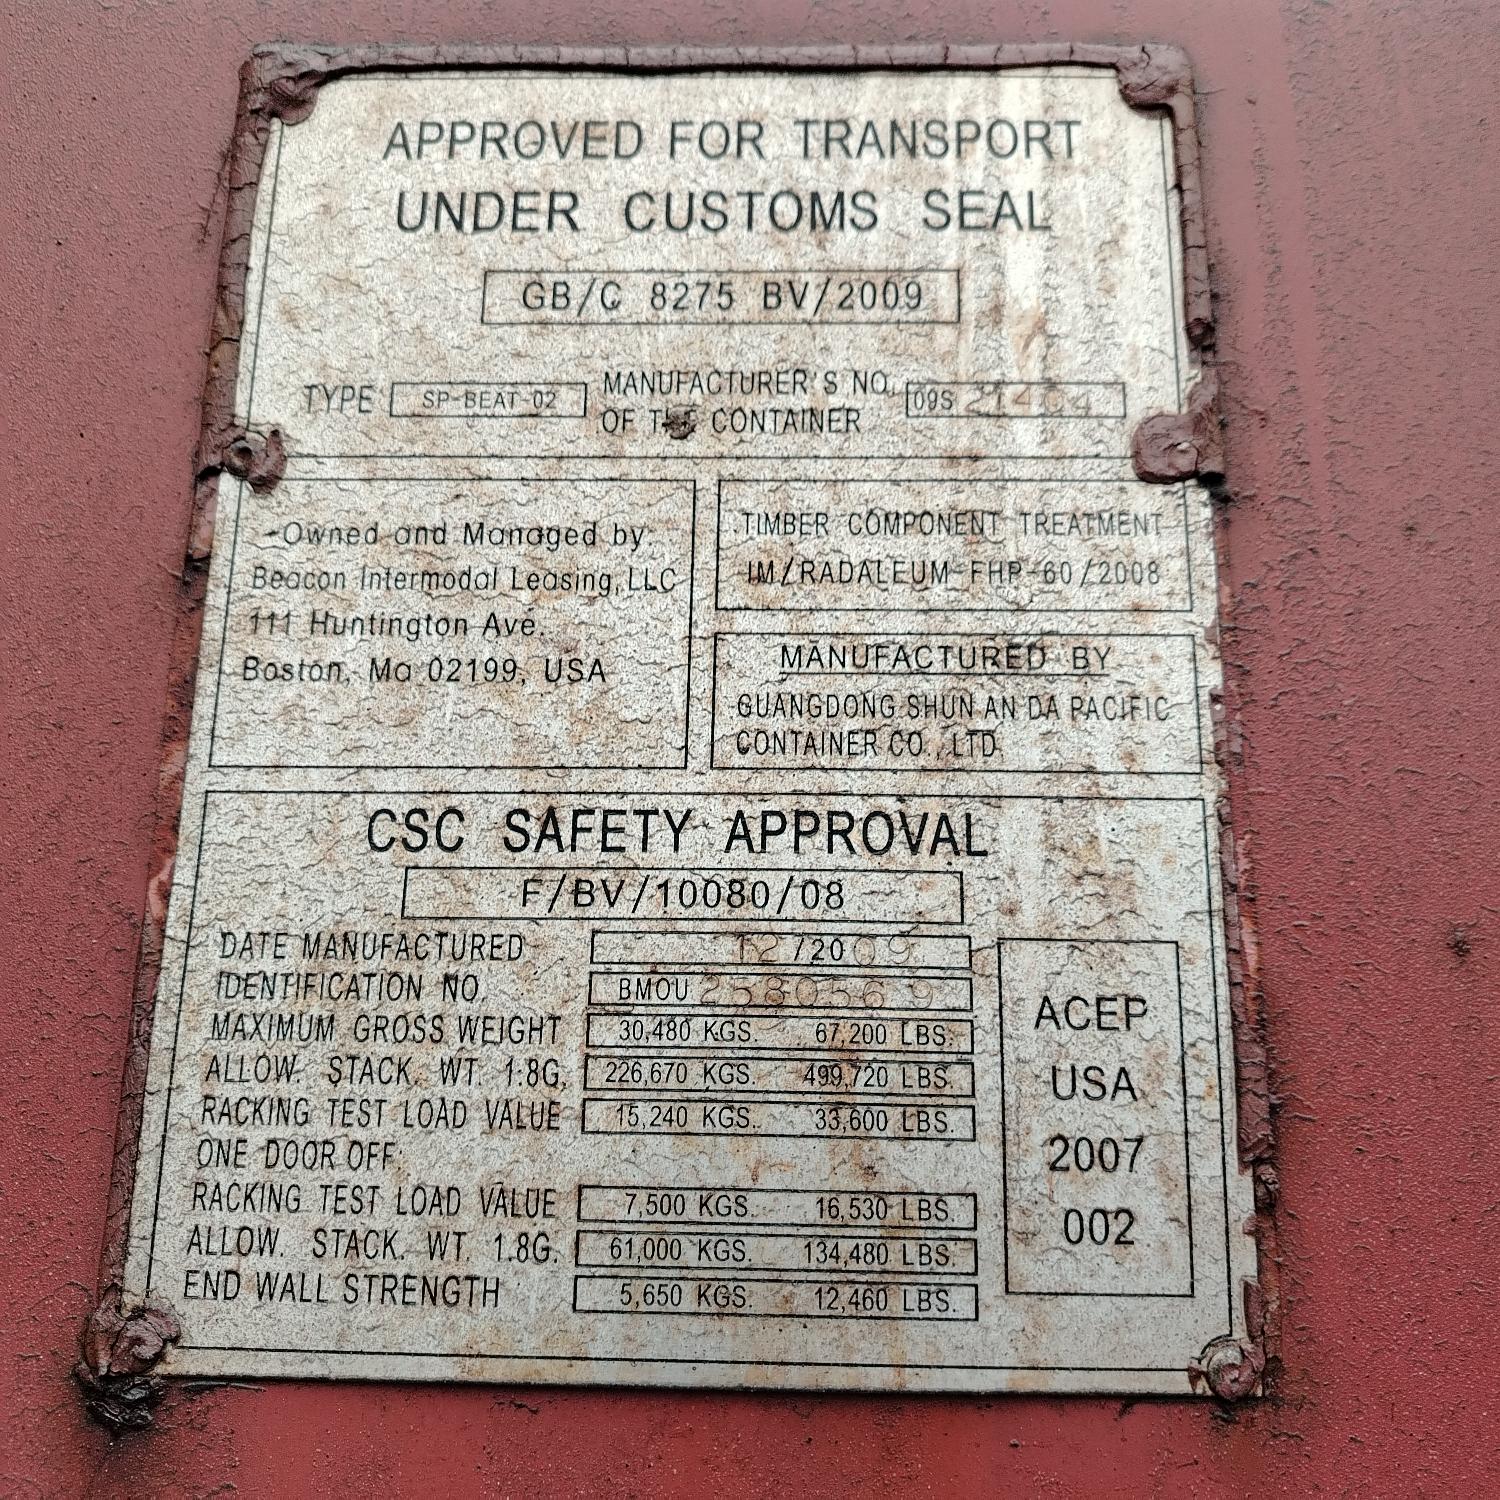 APPROVED FOR TRANSPORT
UNDER CUSTOMS SEAL
GB/C 8275 BV/2009
TYPE SP-BEAT-02 MANUFACTURER'S NO. OF THE CONTAINER 09S
Owned and Managed by:
Beacon Intermodal Leasing, LLC
111 Huntington Ave.
Boston, Ma 02199, USA
TIMBER COMPONENT TREATMENT
IM/RADALEUM-FHP-60/2008
MANUFACTURED BY
GUANGDONG SHUN AN DA PACIFIC
CONTAINER CO., LTD
CSC SAFETY APPROVAL
F/BV/10080/08
DATE MANUFACTURED 12/2009
IDENTIFICATION NO. BMOU 2580569
MAXIMUM GROSS WEIGHT 30,480 KGS. 67,200 LBS.
ALLOW. STACK. WT. 1.8G. 226,670 KGS. 499,720 LBS.
RACKING TEST LOAD VALUE 15,240 KGS. 33,600 LBS.
ONE DOOR OFF:
RACKING TEST LOAD VALUE 7,500 KGS. 16,530 LBS.
ALLOW. STACK. WT. 1.8G. 61,000 KGS. 134,480 LBS.
END WALL STRENGTH 5,650 KGS. 12,460 LBS.
ACEP
USA
2007
002